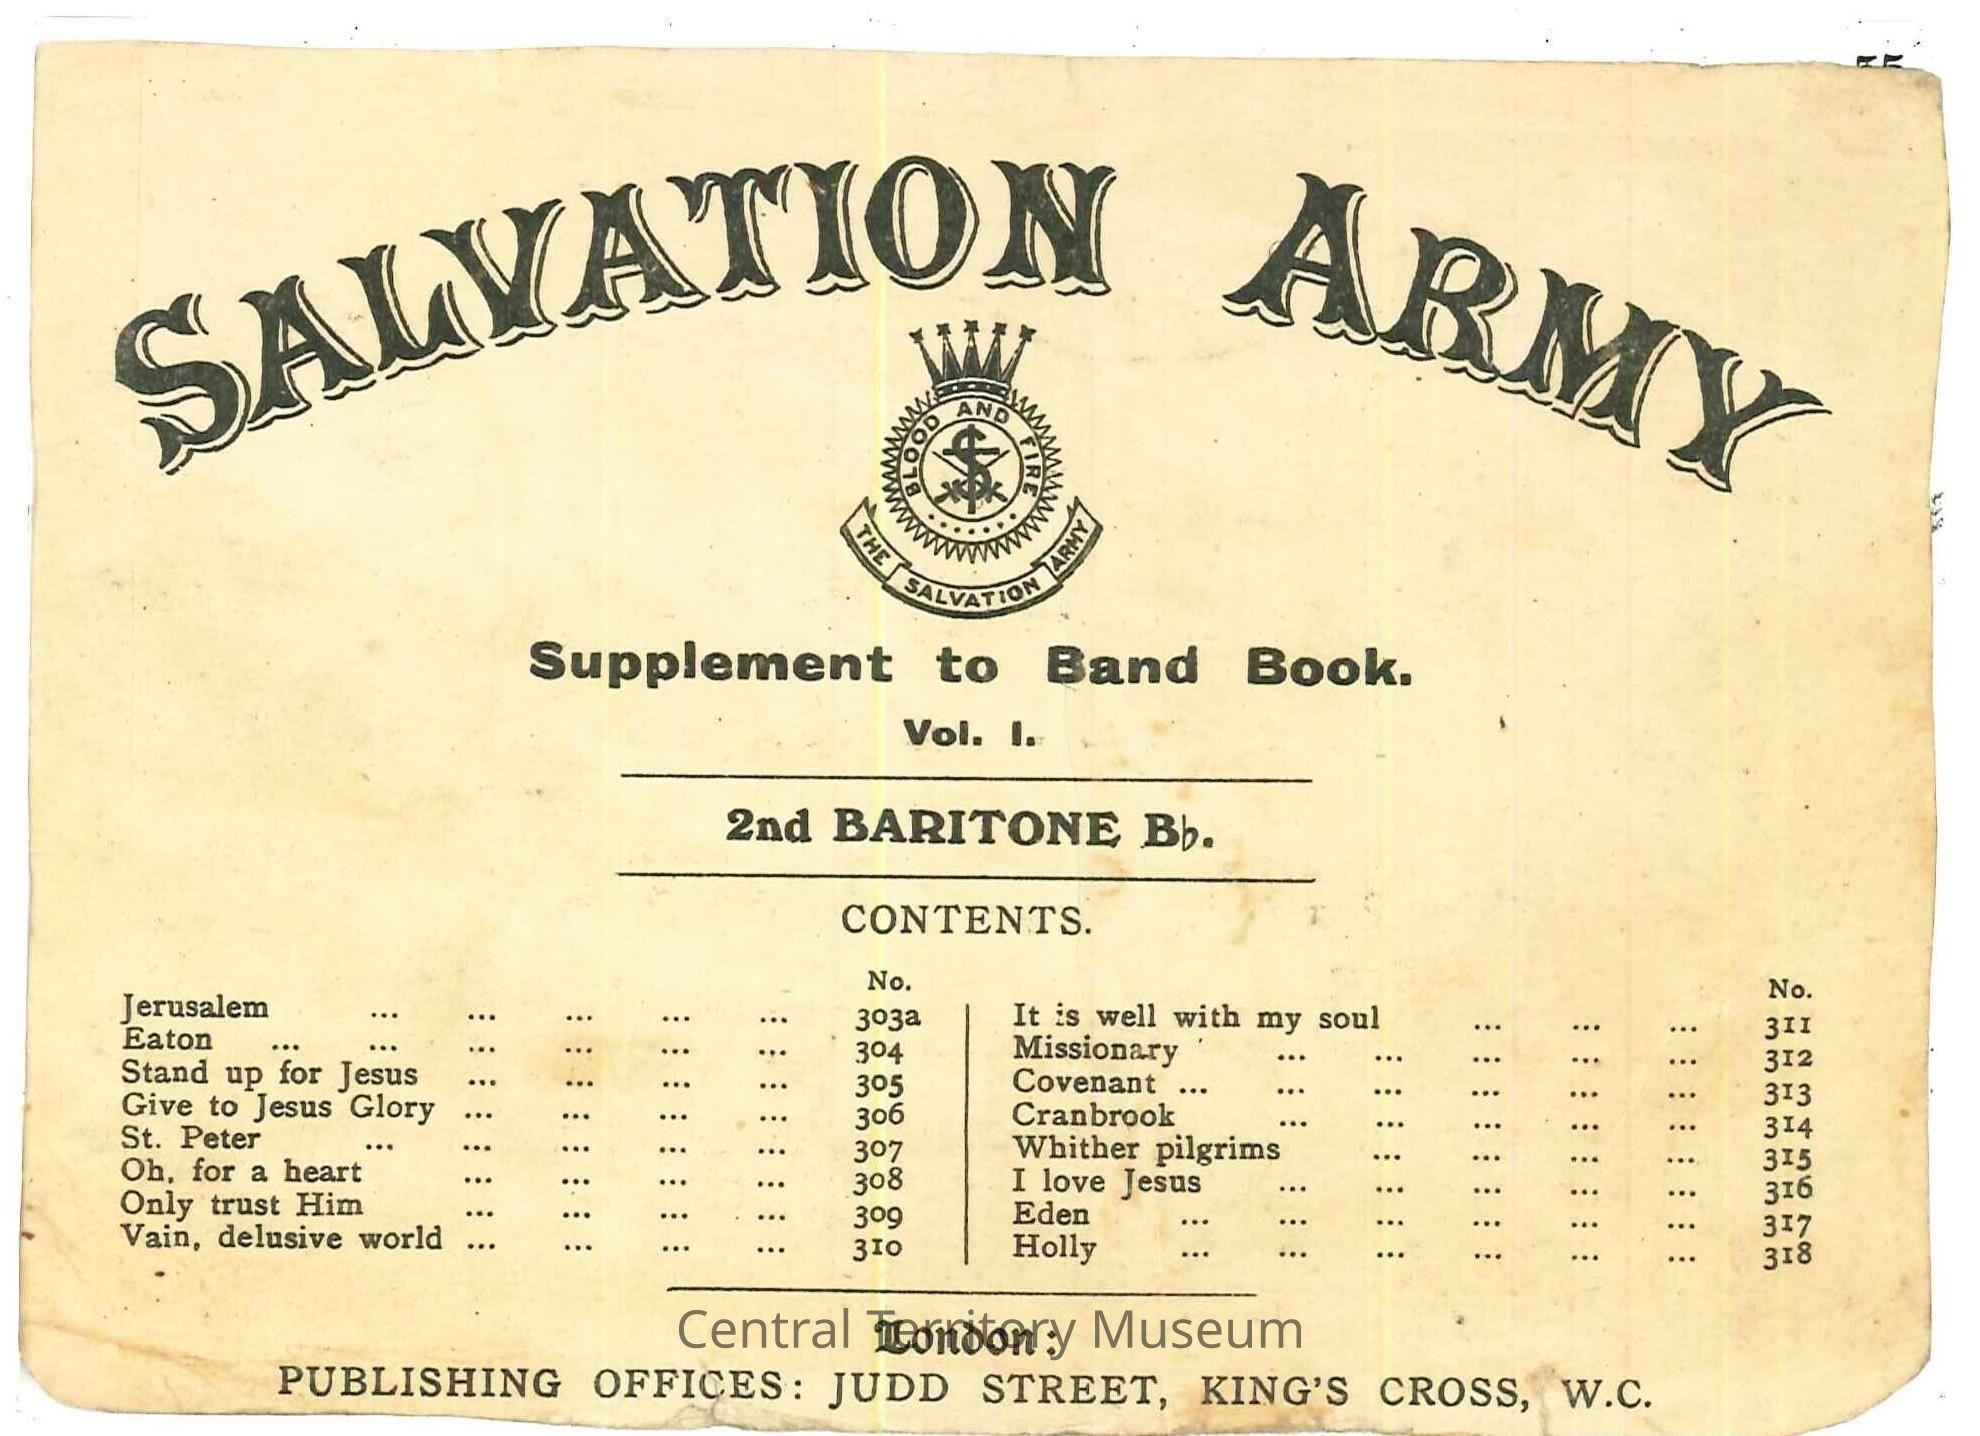 SALVATION ARMY
BLOOD AND FIRE
THE SALVATION ARMY
Supplement to Band Book.
Vol. I.
2nd BARITONE B♭.
CONTENTS.
No.
Jerusalem ... ... ... ... ... 303a
Eaton ... ... ... ... ... ... 304
Stand up for Jesus ... ... ... ... 305
Give to Jesus Glory ... ... ... ... 306
St. Peter ... ... ... ... ... 307
Oh, for a heart ... ... ... ... 308
Only trust Him ... ... ... ... 309
Vain, delusive world ... ... ... ... 310
No.
It is well with my soul ... ... ... 311
Missionary ... ... ... ... ... 312
Covenant ... ... ... ... ... ... 313
Cranbrook ... ... ... ... ... 314
Whither pilgrims ... ... ... ... 315
I love Jesus ... ... ... ... ... 316
Eden ... ... ... ... ... ... 317
Holly ... ... ... ... ... ... 318
London:
Central Territory Museum
PUBLISHING OFFICES: JUDD STREET, KING'S CROSS, W.C.